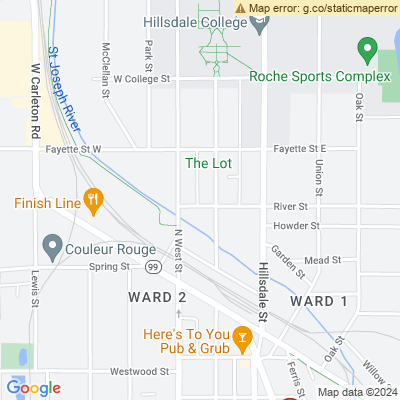 Map error: g.co/staticmaperror
Hillsdale College
Park St
McClellan St
W College St
Roche Sports Complex
Oak St
St Joseph River
W Carleton Rd
Fayette St W
Fayette St E
The Lot
Union St
Finish Line
River St
Howder St
N West St
Couleur Rouge
Garden St
Mead St
Spring St
99
Hillsdale St
Lewis St
WARD 2
WARD 1
Here's To You
Pub & Grub
Oak St
Willow
Westwood St
Ferris St
Google
Map data ©2024